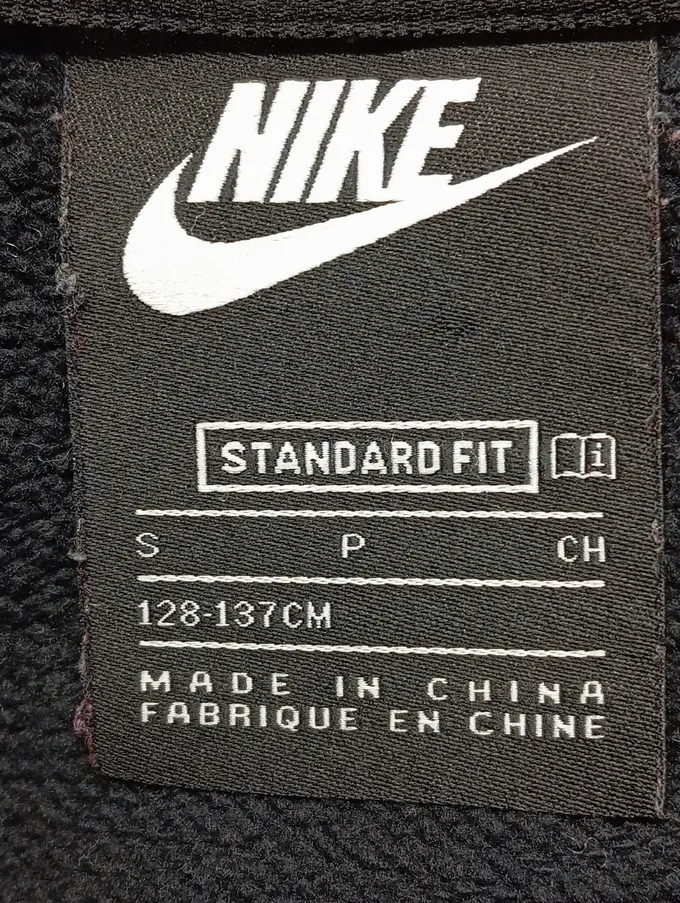 NIKE
STANDARD FIT i
S P CH
128-137CM
MADE IN CHINA
FABRIQUE EN CHINE